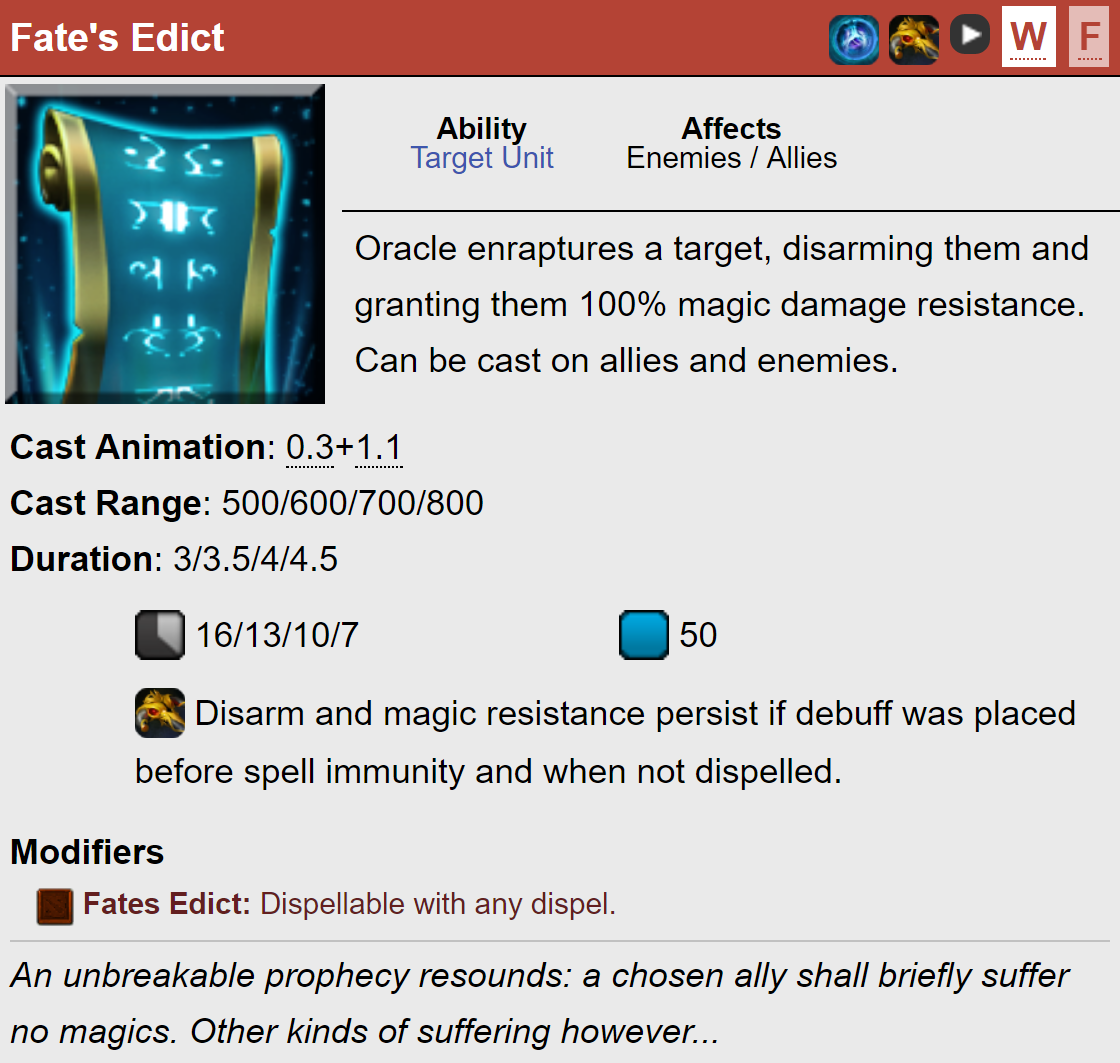 Fate's Edict
W F
Ability Affects
Target Unit Enemies / Allies
Oracle enraptures a target, disarming them and
granting them 100% magic damage resistance.
Can be cast on allies and enemies.
Cast Animation: 0.3+1.1
Cast Range: 500/600/700/800
Duration: 3/3.5/4/4.5
16/13/10/7 50
Disarm and magic resistance persist if debuff was placed
before spell immunity and when not dispelled.
Modifiers
Fates Edict: Dispellable with any dispel.
An unbreakable prophecy resounds: a chosen ally shall briefly suffer
no magics. Other kinds of suffering however...